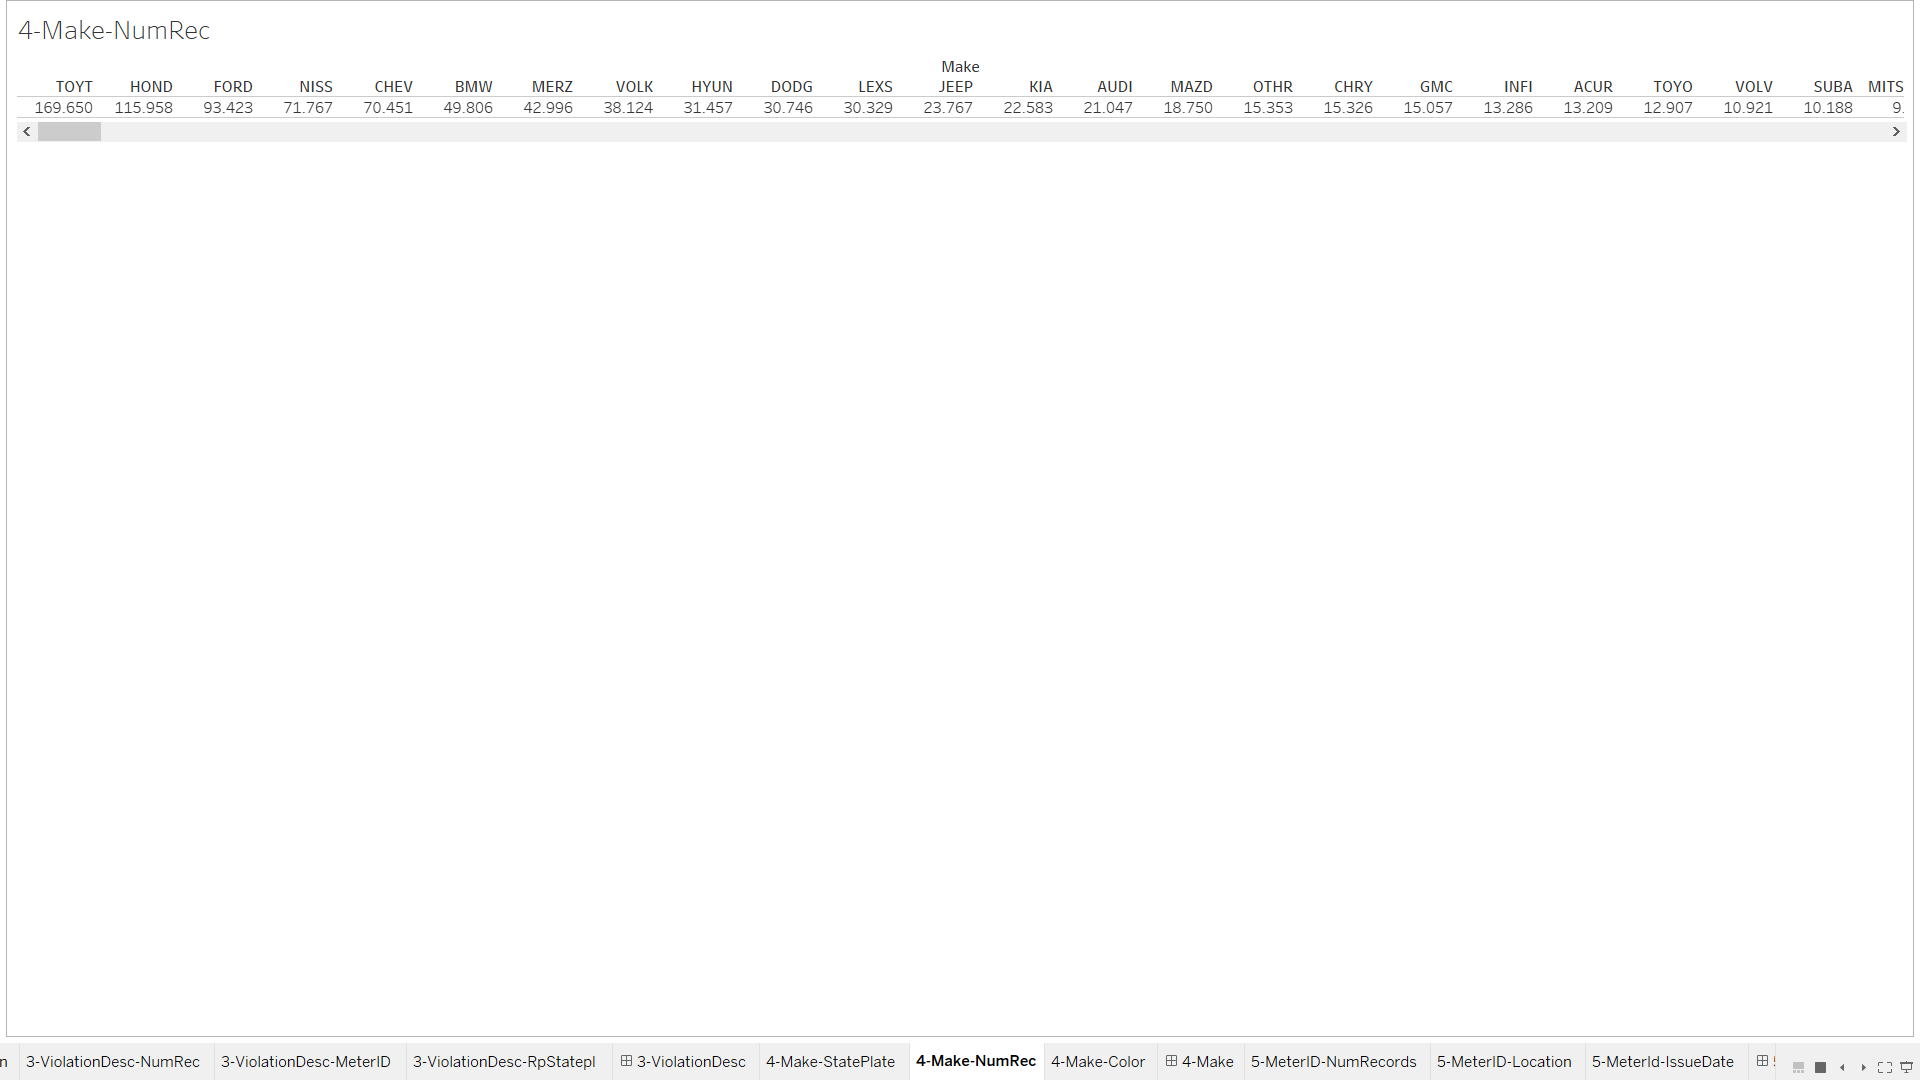 4-Make-NumRec
Make
TOYT HOND FORD NISS CHEV BMW MERZ VOLK HYUN DODG LEXS JEEP KIA AUDI MAZD OTHR CHRY GMC INFI ACUR TOYO VOLV SUBA MITS
169.650 115.958 93.423 71.767 70.451 49.806 42.996 38.124 31.457 30.746 30.329 23.767 22.583 21.047 18.750 15.353 15.326 15.057 13.286 13.209 12.907 10.921 10.188 9.
n 3-ViolationDesc-NumRec 3-ViolationDesc-MeterID 3-ViolationDesc-RpStatepl 3-ViolationDesc 4-Make-StatePlate 4-Make-NumRec 4-Make-Color 4-Make 5-MeterID-NumRecords 5-MeterID-Location 5-MeterId-IssueDate